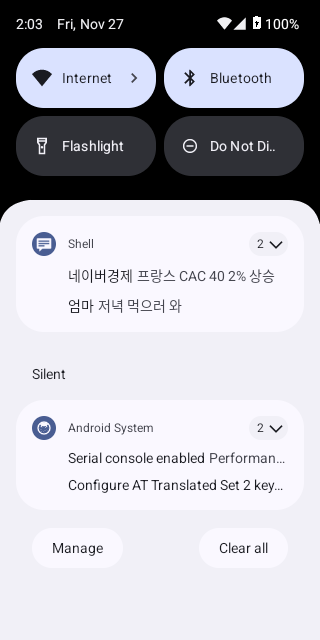 2:03 Fri, Nov 27 100%
Internet
Bluetooth
Flashlight
Do Not Di..
Shell 2
네이버경제 프랑스 CAC 40 2% 상승
엄마 저녁 먹으러 와
Silent
Android System 2
Serial console enabled Performan...
Configure AT Translated Set 2 key...
Manage
Clear all